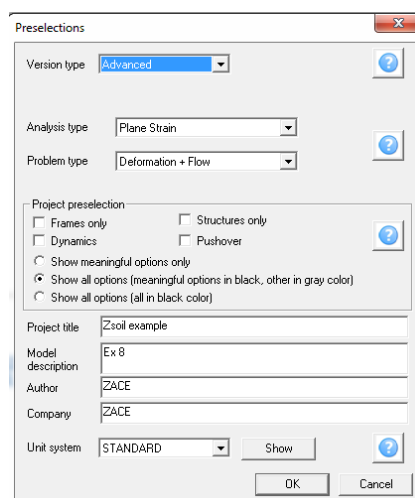 Preselections
Version type Advanced
Analysis type Plane Strain
Problem type Deformation + Flow
Project preselection
Frames only Structures only
Dynamics Pushover
Show meaningful options only
Show all options (meaningful options in black, other in gray color)
Show all options (all in black color)
Project title Zsoil example
Model description Ex 8
Author ZACE
Company ZACE
Unit system STANDARD Show
OK Cancel